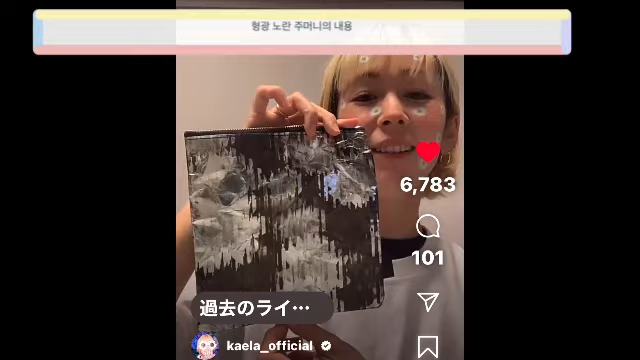 형광 노란 주머니의 내용
6,783
101
過去のライ…
kaela_official